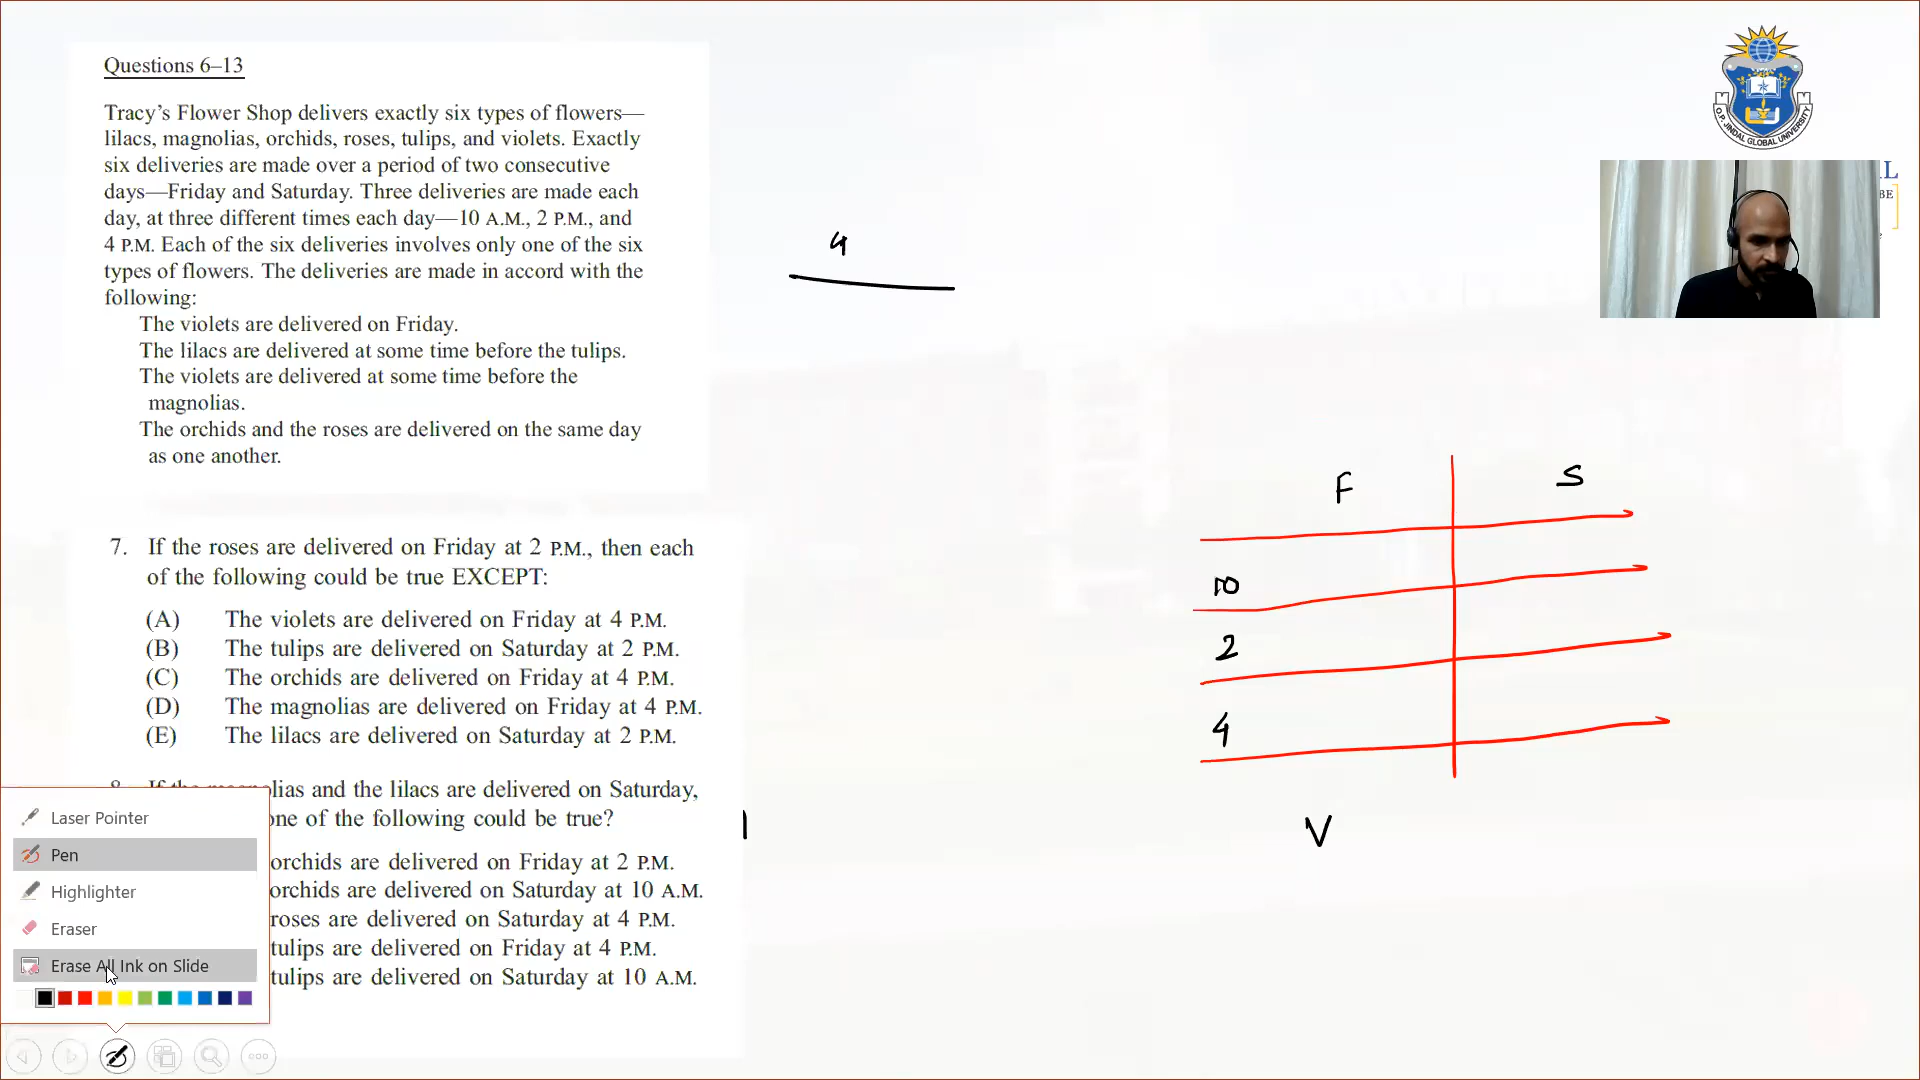 Questions 6–13
Tracy's Flower Shop delivers exactly six types of flowers—
lilacs, magnolias, orchids, roses, tulips, and violets. Exactly
six deliveries are made over a period of two consecutive
days—Friday and Saturday. Three deliveries are made each
day, at three different times each day—10 A.M., 2 P.M., and
4 P.M. Each of the six deliveries involves only one of the six
types of flowers. The deliveries are made in accord with the
following:
The violets are delivered on Friday.
The lilacs are delivered at some time before the tulips.
The violets are delivered at some time before the
magnolias.
The orchids and the roses are delivered on the same day
as one another.
7. If the roses are delivered on Friday at 2 P.M., then each
of the following could be true EXCEPT:
(A) The violets are delivered on Friday at 4 P.M.
(B) The tulips are delivered on Saturday at 2 P.M.
(C) The orchids are delivered on Friday at 4 P.M.
(D) The magnolias are delivered on Friday at 4 P.M.
(E) The lilacs are delivered on Saturday at 2 P.M.
lias and the lilacs are delivered on Saturday,
one of the following could be true?
orchids are delivered on Friday at 2 P.M.
orchids are delivered on Saturday at 10 A.M.
roses are delivered on Saturday at 4 P.M.
tulips are delivered on Friday at 4 P.M.
tulips are delivered on Saturday at 10 A.M.
Laser Pointer
Pen
Highlighter
Eraser
Erase All Ink on Slide
F S
10
2
4
V
O.P. JINDAL GLOBAL UNIVERSITY
L
BE